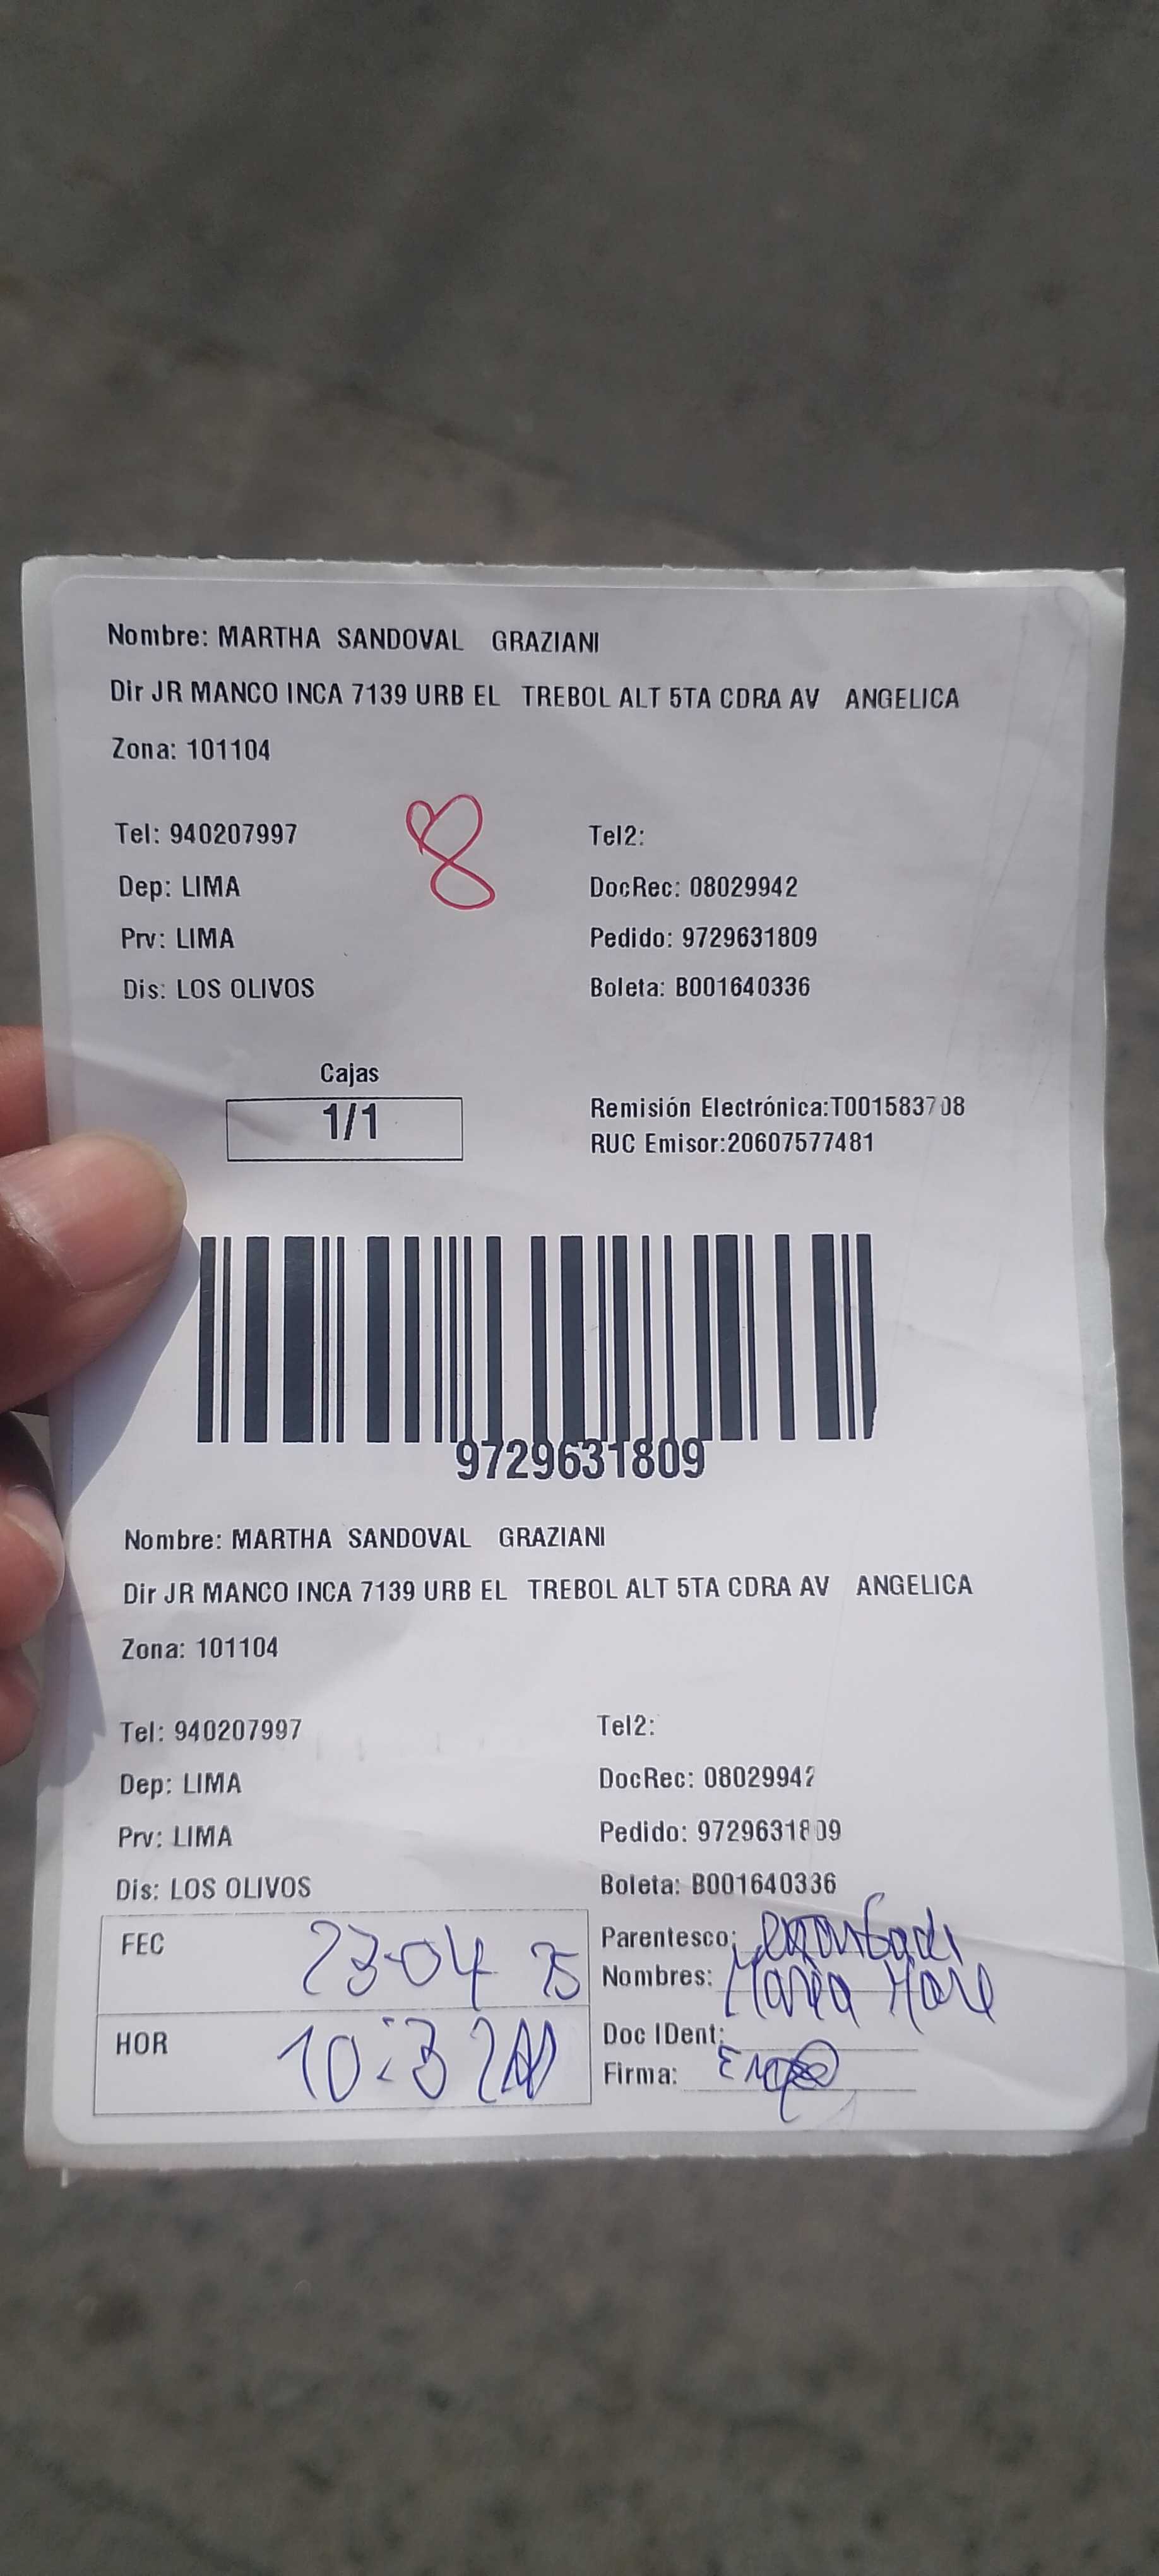 Nombre: MARTHA SANDOVAL GRAZIANI
Dir JR MANCO INCA 7139 URB EL TREBOL ALT 5TA CDRA AV ANGELICA
Zona: 101104
8
Tel: 940207997 Tel2:
Dep: LIMA DocRec: 08029942
Prv: LIMA Pedido: 9729631809
Dis: LOS OLIVOS Boleta: B001640336
Cajas
1/1
Remisión Electrónica:T001583708
RUC Emisor:20607577481
9729631809
Nombre: MARTHA SANDOVAL GRAZIANI
Dir JR MANCO INCA 7139 URB EL TREBOL ALT 5TA CDRA AV ANGELICA
Zona: 101104
Tel: 940207997 Tel2:
Dep: LIMA DocRec: 08029942
Prv: LIMA Pedido: 9729631809
Dis: LOS OLIVOS Boleta: B001640336
FEC 23-04 25
Parentesco:
Nombres: Maria
HOR 10:32
Doc IDent:
Firma: